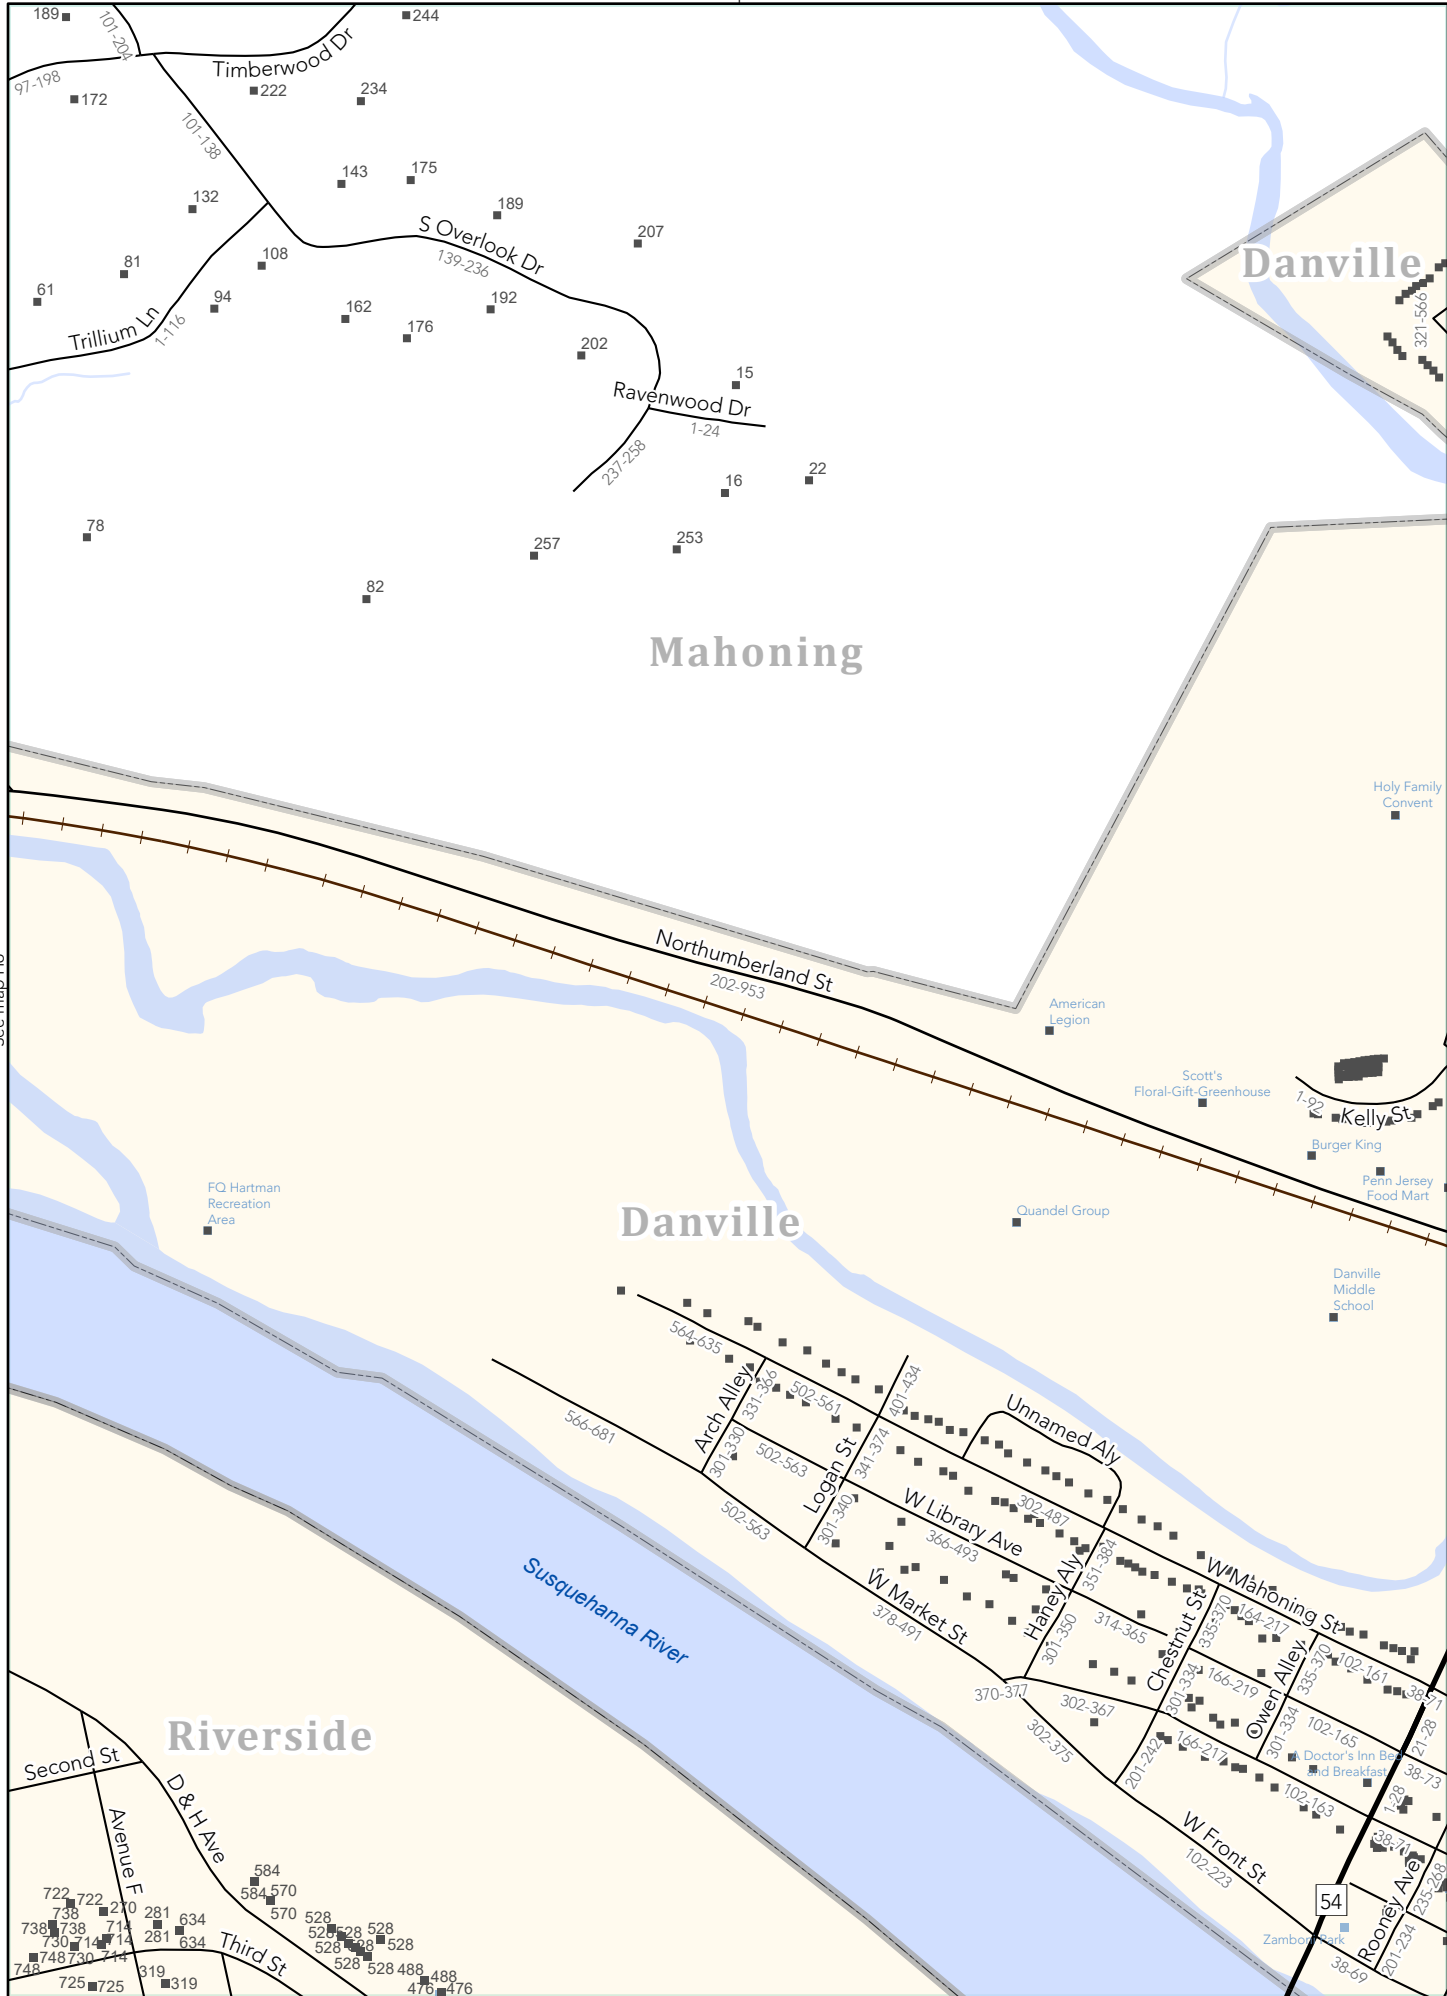 189
101-204
244
Timberwood Dr
97-198
172
222
234
101-138
143
175
132
189
S Overlook Dr
139-236
207
Danville
81
108
61
94
162
176
192
202
321-566
Trillium Ln
1-116
15
Ravenwood Dr
1-24
237-258
16
22
78
257
253
82
Mahoning
Holy Family
Convent
Northumberland St
202-953
American
Legion
Scott's
Floral-Gift-Greenhouse
1-92
Kelly St
Burger King
Penn Jersey
Food Mart
FQ Hartman
Recreation
Area
Danville
Quandel Group
Danville
Middle
School
564-635
Arch Alley
331-366
502-561
401-434
566-681
301-330
502-563
Logan St
341-374
Unnamed Aly
502-563
301-340
W Library Ave
366-493
302-487
Susquehanna River
W Market St
378-491
Haney Aly
351-384
301-350
314-365
W Mahoning St
Chestnut St
335-370
164-217
370-377
302-367
301-334
166-219
Owen Alley
335-370
102-161
38-71
302-375
201-242
166-217
301-334
102-165
21-28
A Doctor's Inn Bed
and Breakfast
38-73
102-163
1-28
38-71
Riverside
Second St
D & H Ave
Avenue F
W Front St
102-223
54
Rooney Ave
235-268
Zamboni Park
201-234
38-69
584
584
570
570
722
722
270
281
281
634
634
738
738
738
730
730
714
714
714
748
748
725
725
319
319
Third St
528
528
528
528
528
528
528
528
528
488
488
476
476